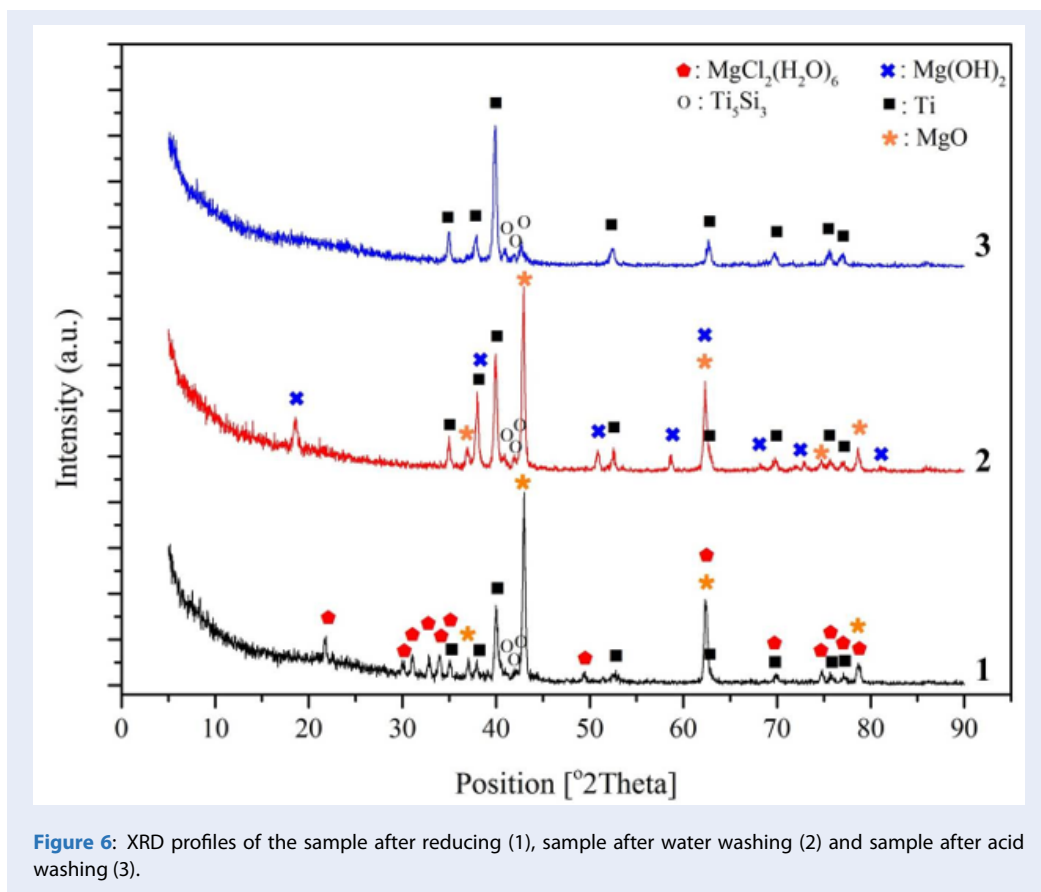 : MgCl₂(H₂O)₆
: Mg(OH)₂
: Ti₅Si₃
: Ti
: MgO
3
2
1
Intensity (a.u.)
0 10 20 30 40 50 60 70 80 90
Position [°2Theta]
Figure 6: XRD profiles of the sample after reducing (1), sample after water washing (2) and sample after acid
washing (3).